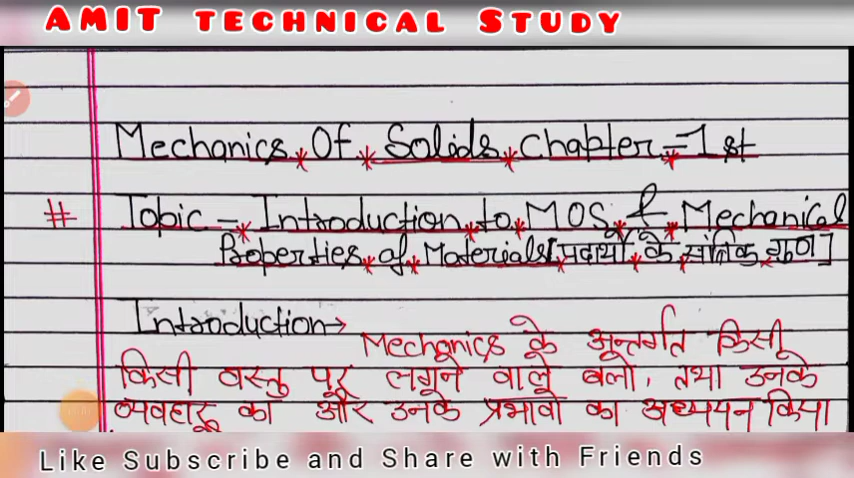 AMIT TECHNICAL STUDY
Mechanics Of Solids Chapter - 1st
# Topic - Introduction to MOS & Mechanical
Properties of Materials [पदार्थो के यांत्रिक गुण]
Introduction →
Mechanics के अन्तर्गत किसी
किसी वस्तु पर लगने वाले बलो, तथा उनके
व्यवहार का और उनके प्रभावो का अध्ययन किया
Like Subscribe and Share with Friends